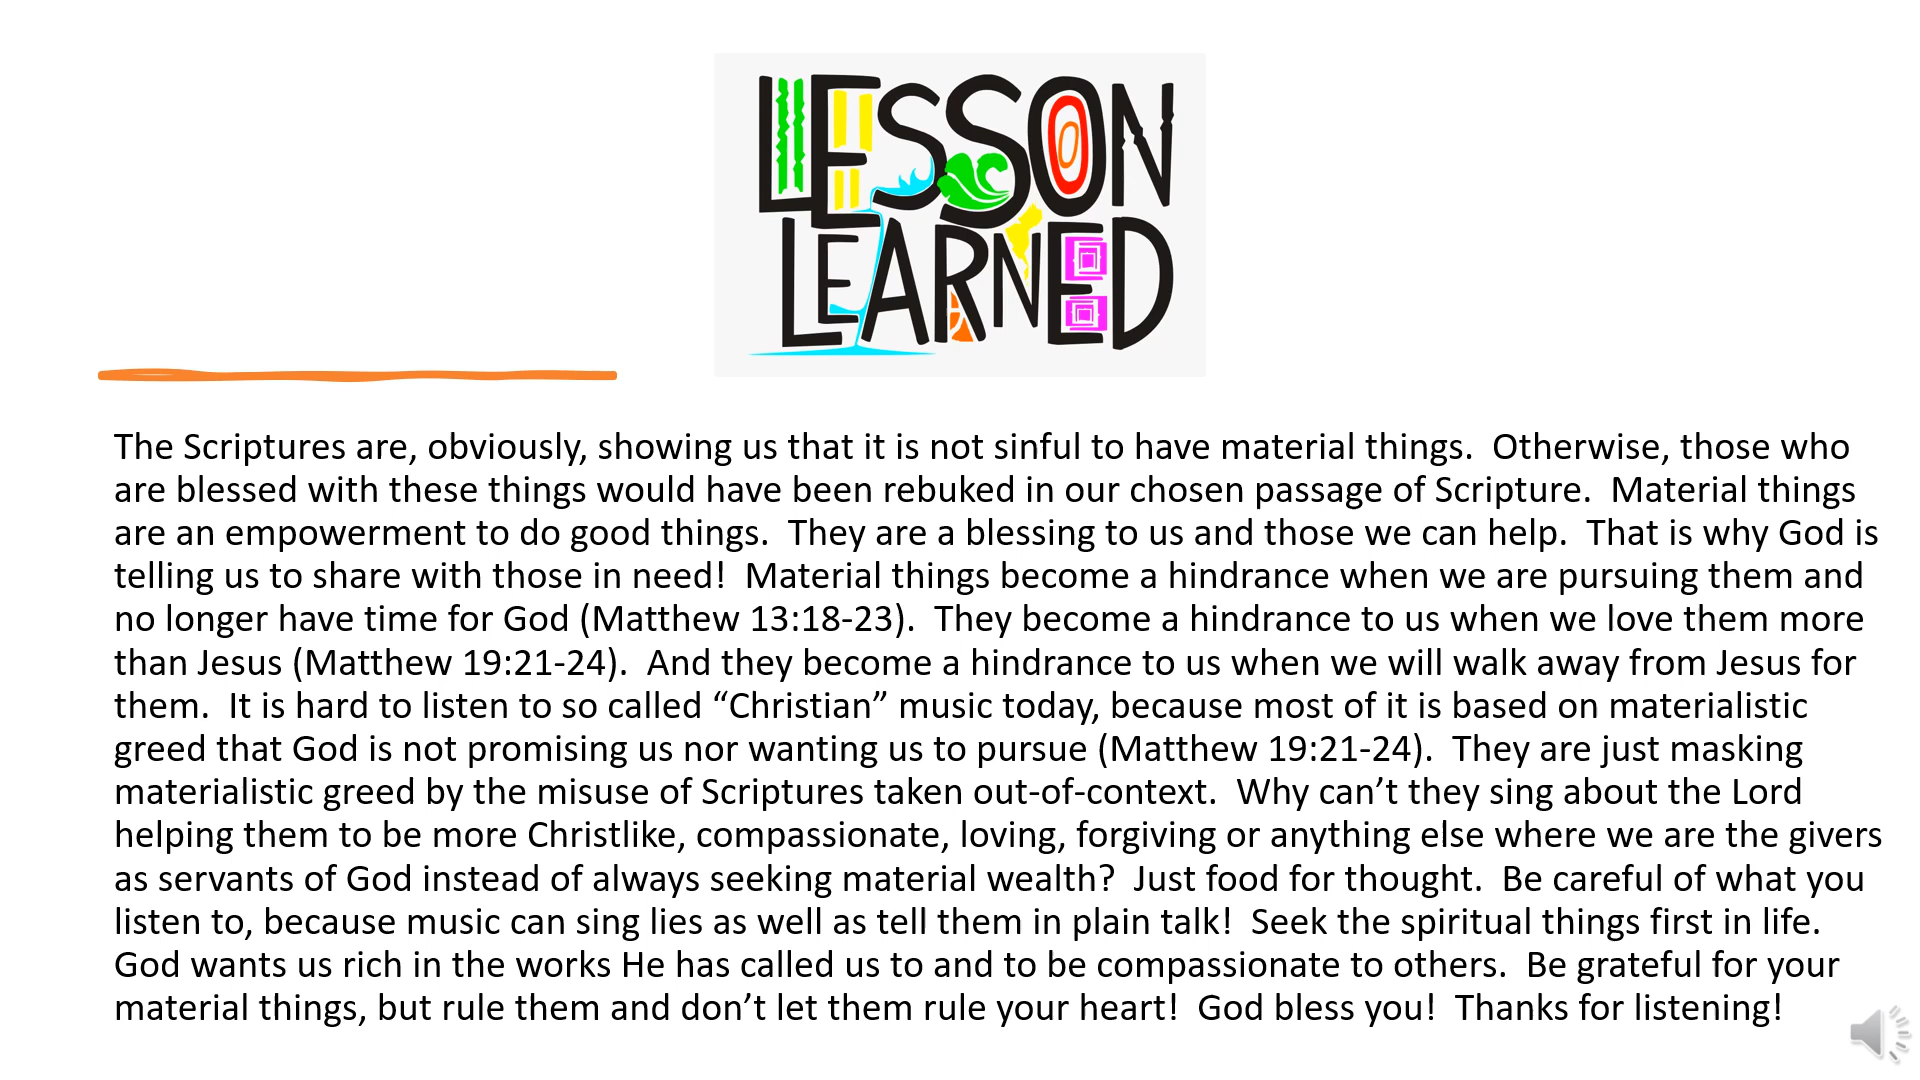 LESSON
LEARNED
The Scriptures are, obviously, showing us that it is not sinful to have material things.  Otherwise, those who
are blessed with these things would have been rebuked in our chosen passage of Scripture.  Material things
are an empowerment to do good things.  They are a blessing to us and those we can help.  That is why God is
telling us to share with those in need!  Material things become a hindrance when we are pursuing them and
no longer have time for God (Matthew 13:18-23).  They become a hindrance to us when we love them more
than Jesus (Matthew 19:21-24).  And they become a hindrance to us when we will walk away from Jesus for
them.  It is hard to listen to so called “Christian” music today, because most of it is based on materialistic
greed that God is not promising us nor wanting us to pursue (Matthew 19:21-24).  They are just masking
materialistic greed by the misuse of Scriptures taken out-of-context.  Why can’t they sing about the Lord
helping them to be more Christlike, compassionate, loving, forgiving or anything else where we are the givers
as servants of God instead of always seeking material wealth?  Just food for thought.  Be careful of what you
listen to, because music can sing lies as well as tell them in plain talk!  Seek the spiritual things first in life.
God wants us rich in the works He has called us to and to be compassionate to others.  Be grateful for your
material things, but rule them and don’t let them rule your heart!  God bless you!  Thanks for listening!